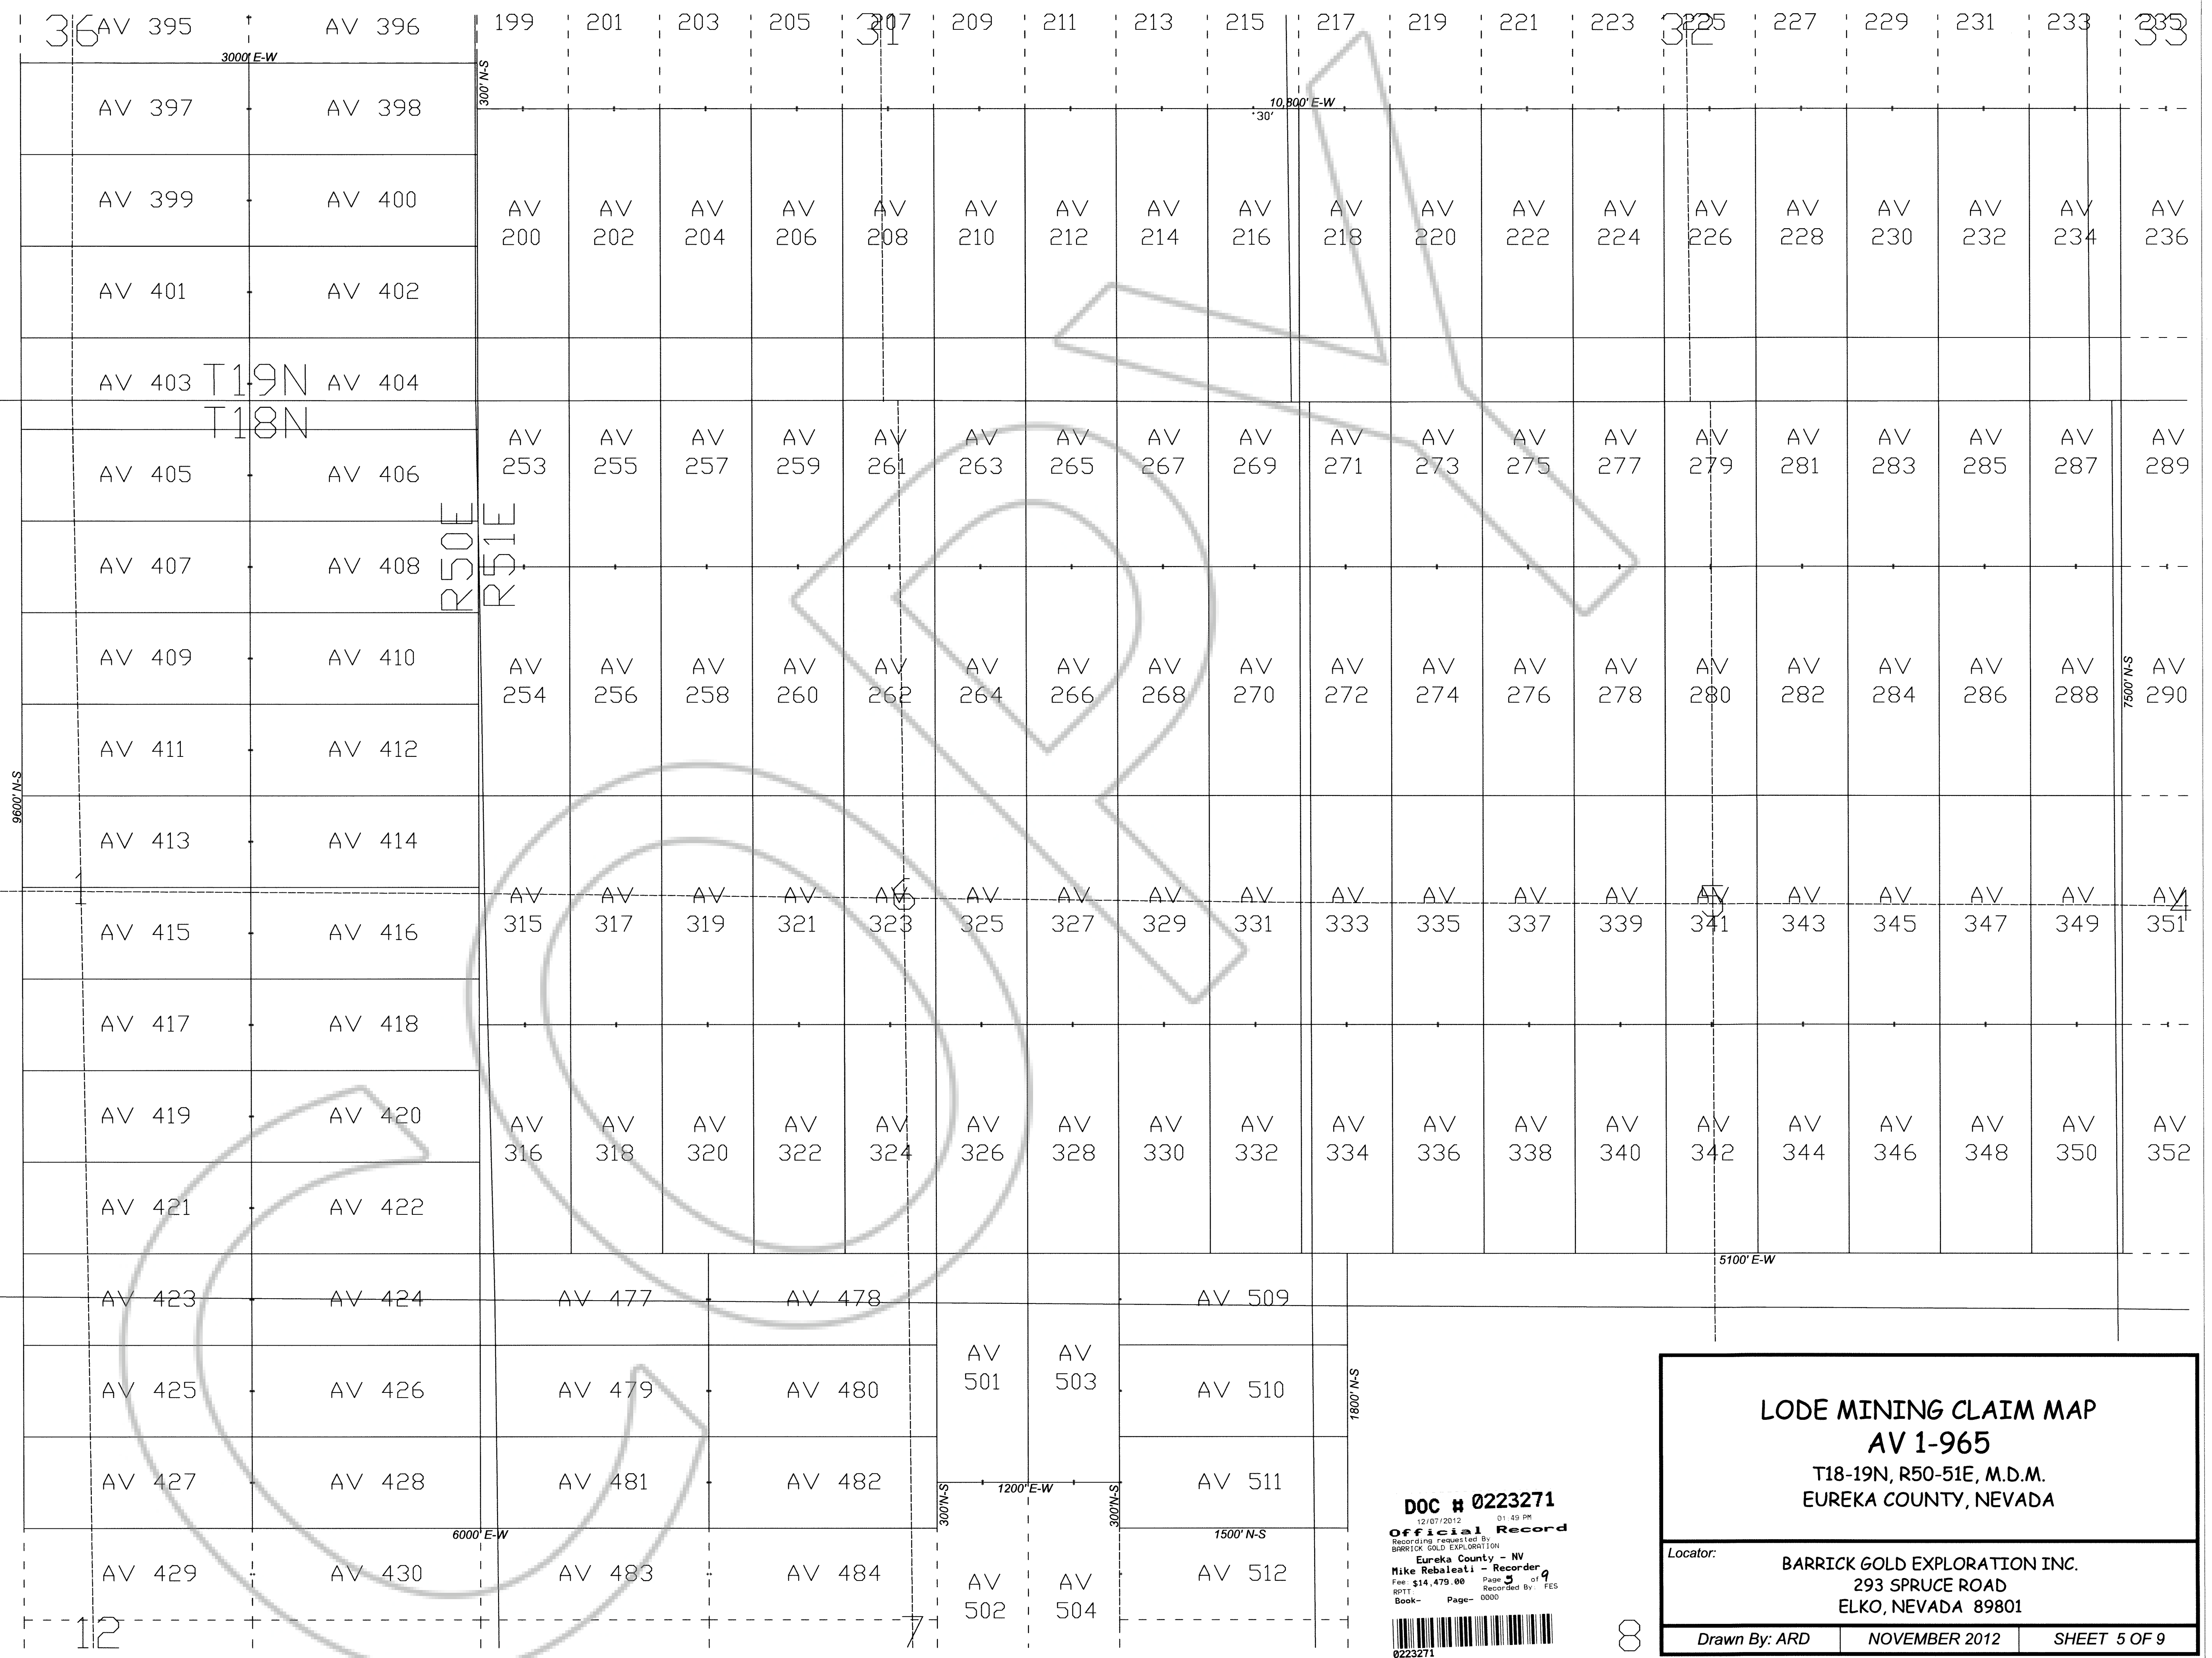 36 AV 395 AV 396 199 201 203 205 207 31 209 211 213 215 217 219 221 223 225 32 227 229 231 233 235 33
3000' E-W
300' N-S
10,800' E-W
30'
AV 397 AV 398
AV 399 AV 400
AV AV AV AV AV AV AV AV AV AV AV AV AV AV AV AV AV AV AV
200 202 204 206 208 210 212 214 216 218 220 222 224 226 228 230 232 234 236
AV 401 AV 402
AV 403 T19N AV 404
T18N
AV AV AV AV AV AV AV AV AV AV AV AV AV AV AV AV AV AV AV
253 255 257 259 261 263 265 267 269 271 273 275 277 279 281 283 285 287 289
AV 405 AV 406
R50E
R51E
AV 407 AV 408
AV 409 AV 410
AV AV AV AV AV AV AV AV AV AV AV AV AV AV AV AV AV AV AV
254 256 258 260 262 264 266 268 270 272 274 276 278 280 282 284 286 288 290
7500' N-S
AV 411 AV 412
9600' N-S
AV 413 AV 414
1 6 5 4
AV AV AV AV AV AV AV AV AV AV AV AV AV AV AV AV AV AV AV
315 317 319 321 323 325 327 329 331 333 335 337 339 341 343 345 347 349 351
AV 415 AV 416
AV 417 AV 418
AV 419 AV 420
AV AV AV AV AV AV AV AV AV AV AV AV AV AV AV AV AV AV AV
316 318 320 322 324 326 328 330 332 334 336 338 340 342 344 346 348 350 352
AV 421 AV 422
5100' E-W
AV 423 AV 424 AV 477 AV 478 AV 509
AV AV
501 503
AV 425 AV 426 AV 479 AV 480 AV 510
1800' N-S
AV 427 AV 428 AV 481 AV 482 AV 511
1200' E-W
300' N-S
300' N-S
6000' E-W
1500' N-S
AV 429 AV 430 AV 483 AV 484 AV 512
AV AV
502 504
12 7 8
COPY
DOC # 0223271
12/07/2012 01:49 PM
Official Record
Recording requested By
BARRICK GOLD EXPLORATION
Eureka County - NV
Mike Rebaleati - Recorder
Fee: $14,479.00 Page 5 of 9
RPTT: Recorded By: FES
Book- Page- 0000
0223271
LODE MINING CLAIM MAP
AV 1-965
T18-19N, R50-51E, M.D.M.
EUREKA COUNTY, NEVADA
Locator:
BARRICK GOLD EXPLORATION INC.
293 SPRUCE ROAD
ELKO, NEVADA 89801
Drawn By: ARD NOVEMBER 2012 SHEET 5 OF 9